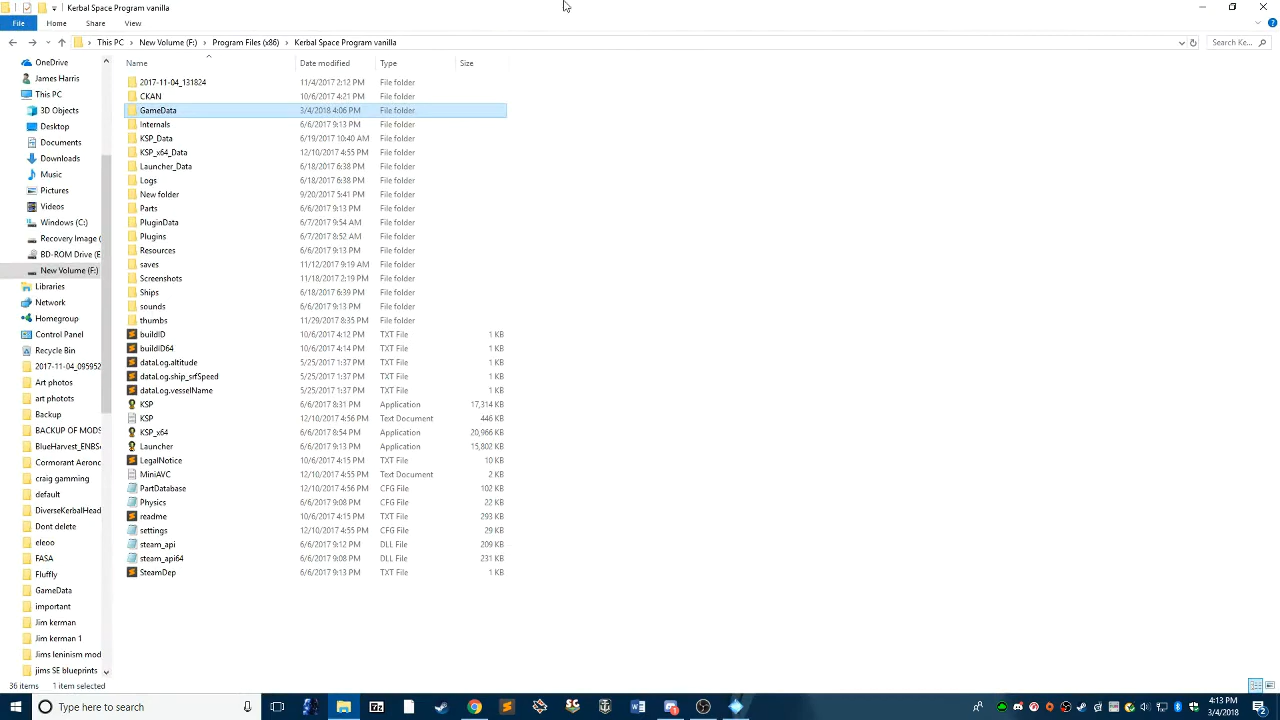 Kerbal Space Program vanilla
File Home Share View
This PC New Volume (F:) Program Files (x86) Kerbal Space Program vanilla Search Ke...
Name Date modified Type Size
OneDrive
James Harris
This PC
3D Objects
Desktop
Documents
Downloads
Music
Pictures
Videos
Windows (C:)
Recovery Image (
BD-ROM Drive (E
New Volume (F:)
Libraries
Network
Homegroup
Control Panel
Recycle Bin
2017-11-04_095952
Art photos
art photots
Backup
BACKUP OF MODS
BlueHarvest_ENBSe
Cormorant Aeronc
craig gamming
default
DiverseKerbalHead
Dont delete
eleoo
FASA
Fluffly
GameData
important
Jim kerman
Jim kerman 1
Jims leninism mod
jims SE blueprints
2017-11-04_131824 11/4/2017 2:12 PM File folder
CKAN 10/6/2017 4:21 PM File folder
GameData 3/4/2018 4:06 PM File folder
Internals 6/6/2017 9:13 PM File folder
KSP_Data 6/19/2017 10:40 AM File folder
KSP_x64_Data 12/10/2017 4:55 PM File folder
Launcher_Data 6/18/2017 6:38 PM File folder
Logs 6/18/2017 6:38 PM File folder
New folder 9/20/2017 5:41 PM File folder
Parts 6/6/2017 9:13 PM File folder
PluginData 6/7/2017 9:54 AM File folder
Plugins 6/7/2017 8:52 AM File folder
Resources 6/6/2017 9:13 PM File folder
saves 11/12/2017 9:19 AM File folder
Screenshots 11/18/2017 2:19 PM File folder
Ships 6/18/2017 6:39 PM File folder
sounds 6/6/2017 9:13 PM File folder
thumbs 11/29/2017 8:35 PM File folder
buildID 10/6/2017 4:12 PM TXT File 1 KB
buildID64 10/6/2017 4:14 PM TXT File 1 KB
dataLog.altitude 5/25/2017 1:37 PM TXT File 1 KB
dataLog.ship_srfSpeed 5/25/2017 1:37 PM TXT File 1 KB
dataLog.vesselName 5/25/2017 1:37 PM TXT File 1 KB
KSP 6/6/2017 8:31 PM Application 17,314 KB
KSP 12/10/2017 4:56 PM Text Document 446 KB
KSP_x64 6/6/2017 8:54 PM Application 20,966 KB
Launcher 6/6/2017 9:13 PM Application 15,802 KB
LegalNotice 10/6/2017 4:15 PM TXT File 10 KB
MiniAVC 12/10/2017 4:55 PM Text Document 2 KB
PartDatabase 12/10/2017 4:56 PM CFG File 102 KB
Physics 6/6/2017 9:08 PM CFG File 22 KB
readme 10/6/2017 4:15 PM TXT File 293 KB
settings 12/10/2017 4:55 PM CFG File 29 KB
steam_api 6/6/2017 9:12 PM DLL File 209 KB
steam_api64 6/6/2017 9:08 PM DLL File 231 KB
SteamDep 6/6/2017 9:13 PM TXT File 1 KB
36 items 1 item selected
Type here to search
4:13 PM
3/4/2018